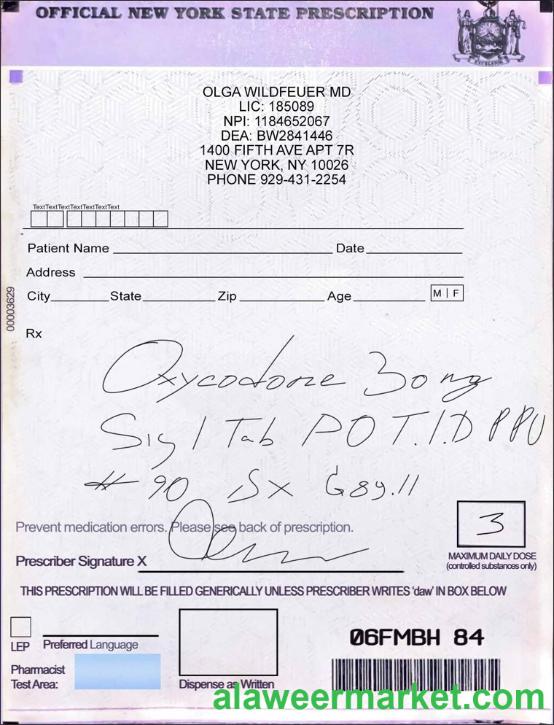 OFFICIAL NEW YORK STATE PRESCRIPTION
EXCELSIOR
OLGA WILDFEUER MD
LIC: 185089
NPI: 1184652067
DEA: BW2841446
1400 FIFTH AVE APT 7R
NEW YORK, NY 10026
PHONE 929-431-2254
TextTextTextTextTextText
Patient Name Date
Address
City State Zip Age M F
00003629
Rx
Oxycodone 30 mg
Sig 1 Tab PO T.I.D
# 90 DX G89.11
Prevent medication errors. Please see back of prescription.
3
Prescriber Signature X
MAXIMUM DAILY DOSE
(controlled substances only)
THIS PRESCRIPTION WILL BE FILLED GENERICALLY UNLESS PRESCRIBER WRITES 'daw' IN BOX BELOW
LEP Preferred Language
06FMBH 84
Pharmacist
Test Area:
Dispense as Written
alaweermarket.com